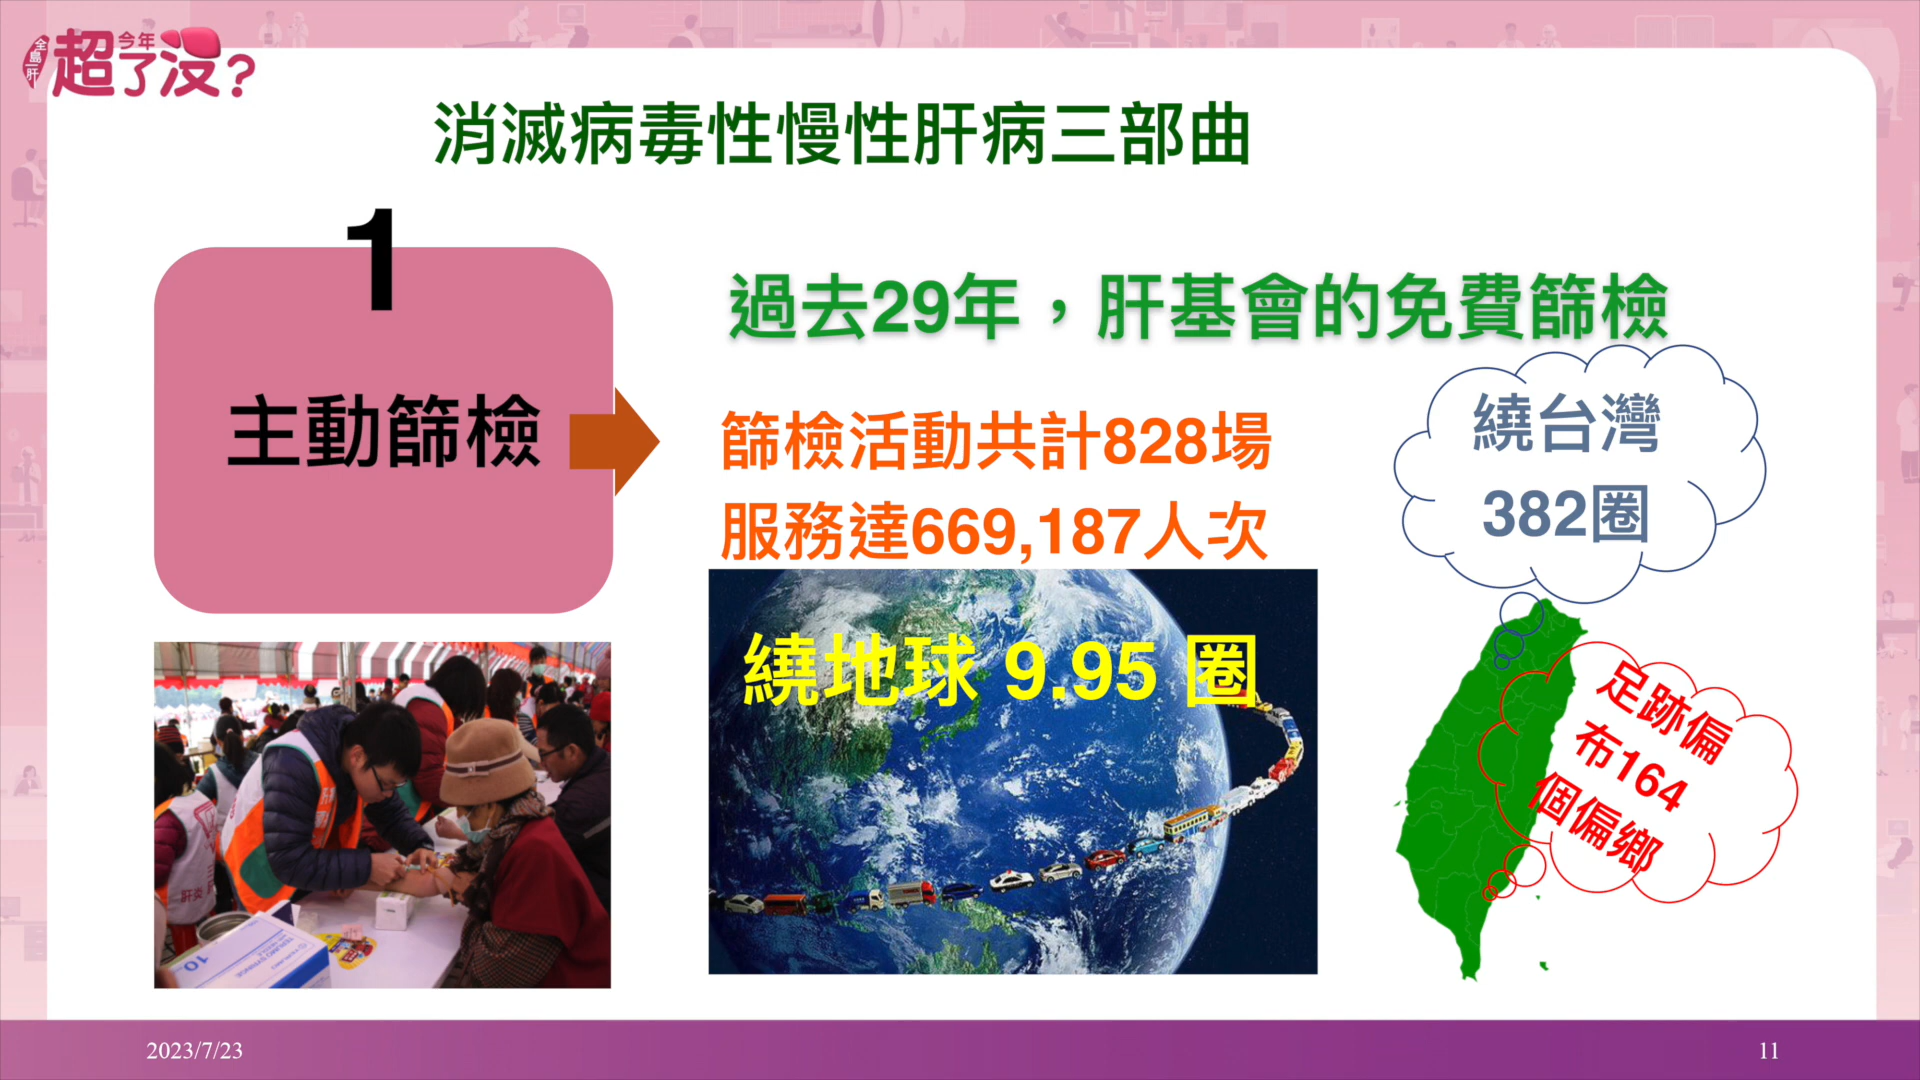 全島肝
超今年了沒?
消滅病毒性慢性肝病三部曲
1
主動篩檢
過去29年，肝基會的免費篩檢
篩檢活動共計828場
服務達669,187人次
繞台灣
382圈
繞地球 9.95 圈
足跡偏
布164
個偏鄉
肝炎
10
2023/7/23
11